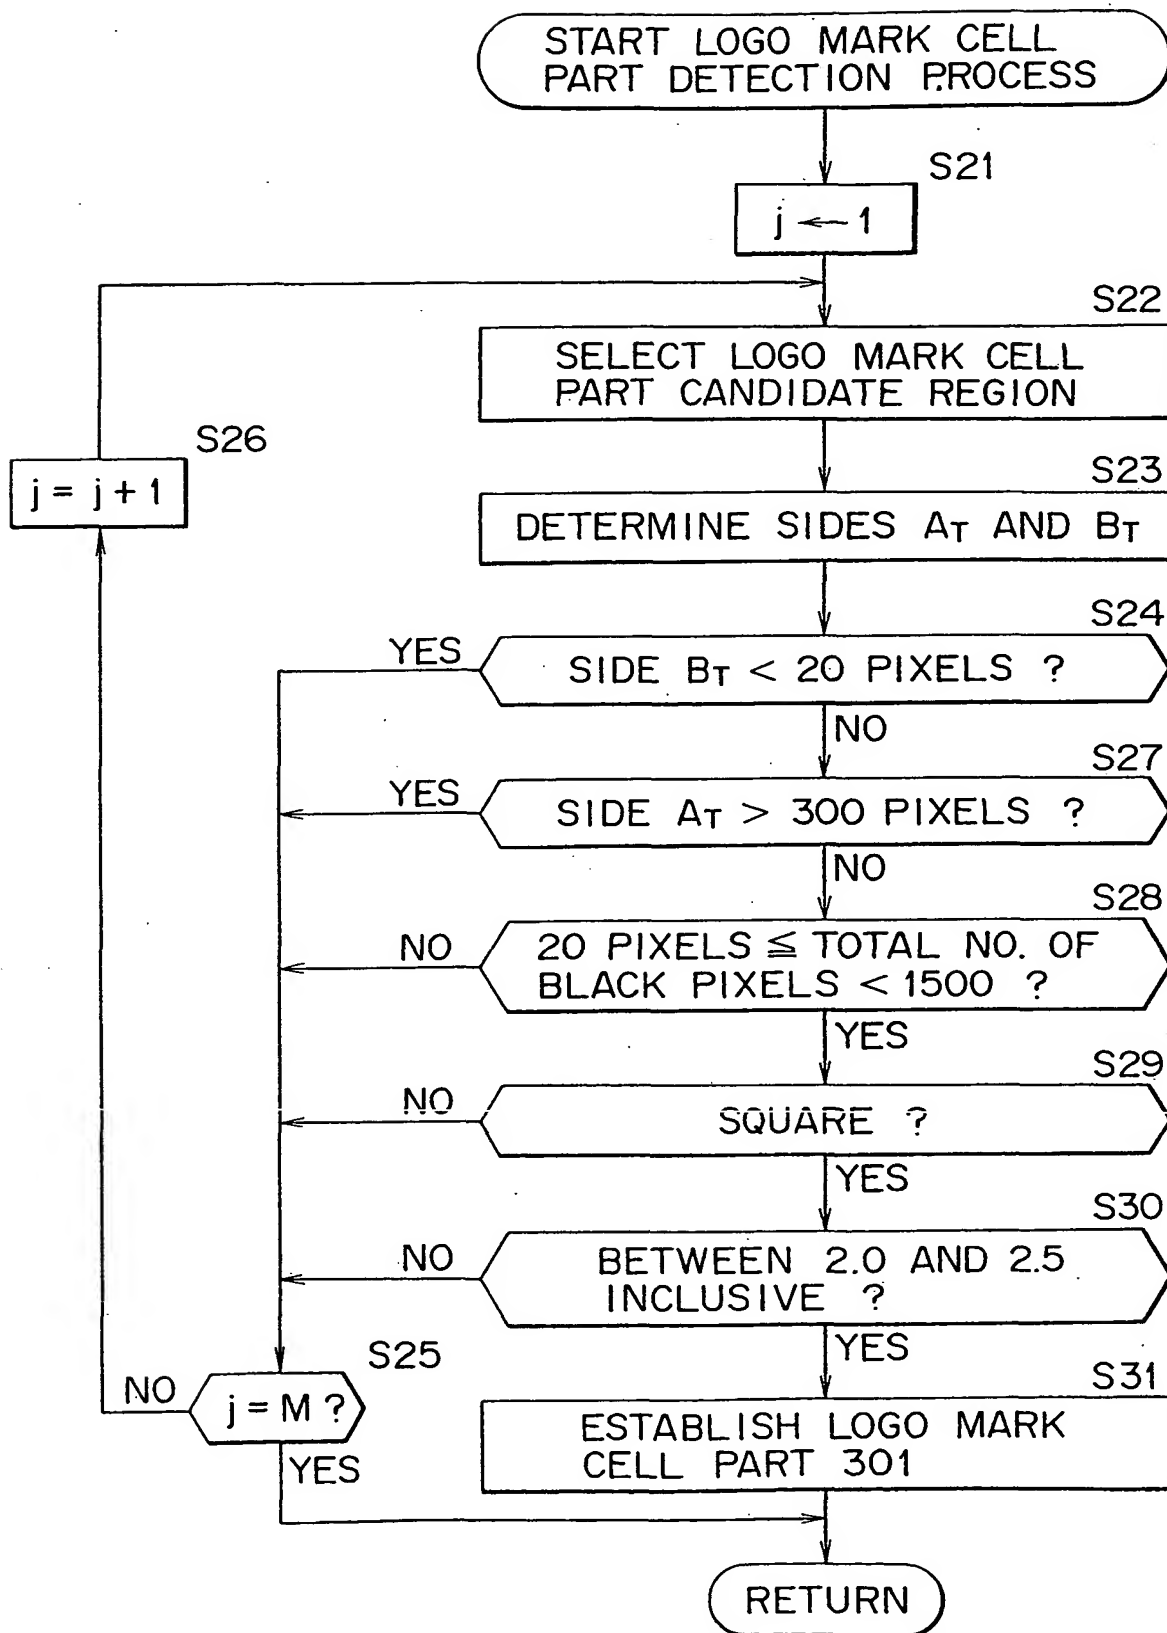 START LOGO MARK CELL
PART DETECTION PROCESS
S21
j ← 1
S22
SELECT LOGO MARK CELL
PART CANDIDATE REGION
S26
j = j + 1
S23
DETERMINE SIDES AT AND BT
S24
YES
SIDE BT < 20 PIXELS ?
NO
S27
YES
SIDE AT > 300 PIXELS ?
NO
S28
NO
20 PIXELS ≦ TOTAL NO. OF
BLACK PIXELS < 1500 ?
YES
S29
NO
SQUARE ?
YES
S30
NO
BETWEEN 2.0 AND 2.5
INCLUSIVE ?
YES
S25
NO
j = M ?
YES
S31
ESTABLISH LOGO MARK
CELL PART 301
RETURN